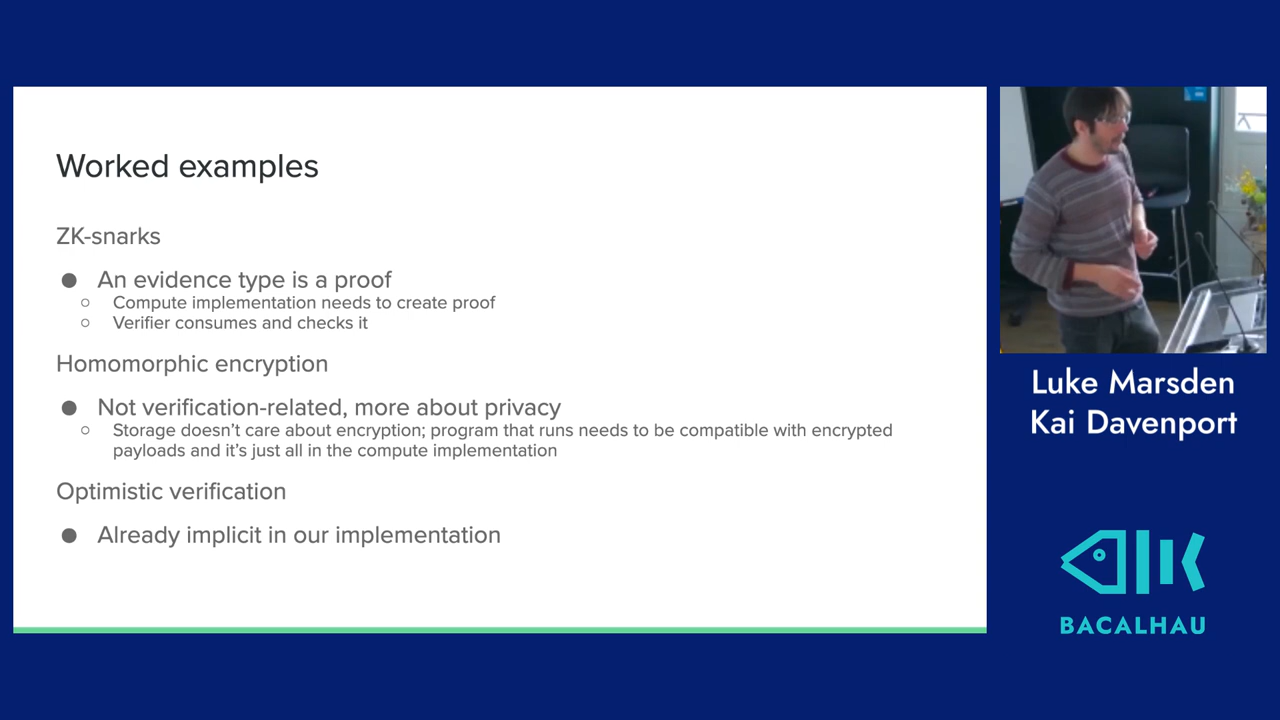 Worked examples
ZK-snarks
● An evidence type is a proof
○ Compute implementation needs to create proof
○ Verifier consumes and checks it
Homomorphic encryption
● Not verification-related, more about privacy
○ Storage doesn't care about encryption; program that runs needs to be compatible with encrypted
payloads and it's just all in the compute implementation
Optimistic verification
● Already implicit in our implementation
Luke Marsden
Kai Davenport
BACALHAU